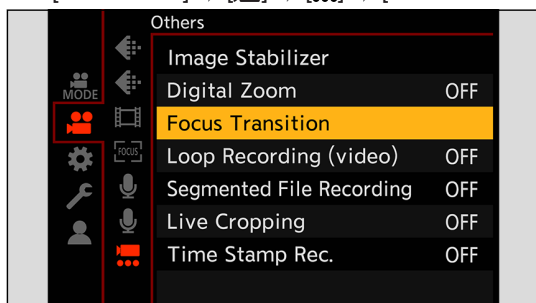 Others
Image Stabilizer
MODE
Digital Zoom OFF
Focus Transition
FOCUS
Loop Recording (video) OFF
Segmented File Recording OFF
Live Cropping OFF
Time Stamp Rec. OFF